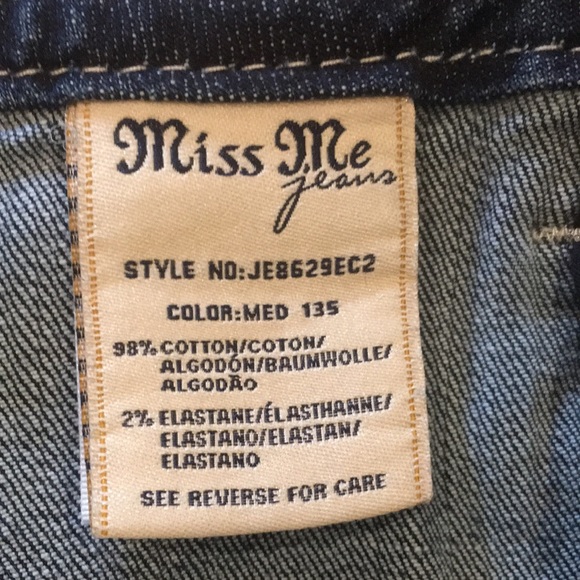 Miss Me
jeans
STYLE NO:JE8629EC2
COLOR:MED 135
98% COTTON/COTON/
ALGODÓN/BAUMWOLLE/
ALGODÃO
2% ELASTANE/ÉLASTHANNE/
ELASTANO/ELASTAN/
ELASTANO
SEE REVERSE FOR CARE